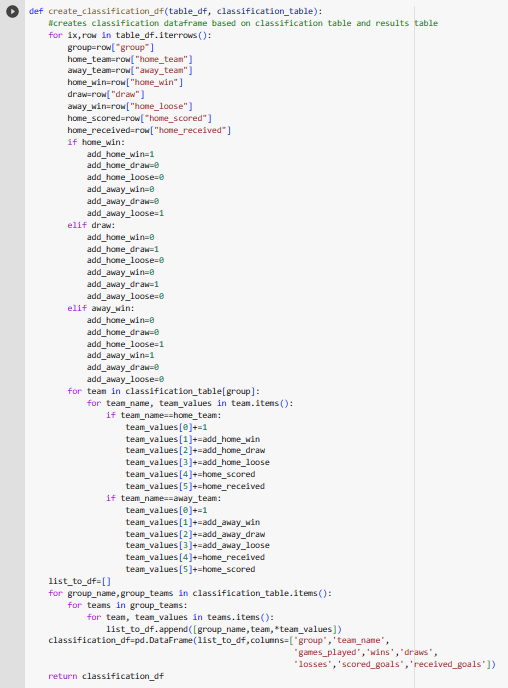 def create_classification_df(table_df, classification_table):
    #creates classification dataframe based on classification table and results table
    for ix,row in table_df.iterrows():
        group=row["group"]
        home_team=row["home_team"]
        away_team=row["away_team"]
        home_win=row["home_win"]
        draw=row["draw"]
        away_win=row["home_loose"]
        home_scored=row["home_scored"]
        home_received=row["home_received"]
        if home_win:
            add_home_win=1
            add_home_draw=0
            add_home_loose=0
            add_away_win=0
            add_away_draw=0
            add_away_loose=1
        elif draw:
            add_home_win=0
            add_home_draw=1
            add_home_loose=0
            add_away_win=0
            add_away_draw=1
            add_away_loose=0
        elif away_win:
            add_home_win=0
            add_home_draw=0
            add_home_loose=1
            add_away_win=1
            add_away_draw=0
            add_away_loose=0
        for team in classification_table[group]:
            for team_name, team_values in team.items():
                if team_name==home_team:
                    team_values[0]+=1
                    team_values[1]+=add_home_win
                    team_values[2]+=add_home_draw
                    team_values[3]+=add_home_loose
                    team_values[4]+=home_scored
                    team_values[5]+=home_received
                if team_name==away_team:
                    team_values[0]+=1
                    team_values[1]+=add_away_win
                    team_values[2]+=add_away_draw
                    team_values[3]+=add_away_loose
                    team_values[4]+=home_received
                    team_values[5]+=home_scored
    list_to_df=[]
    for group_name,group_teams in classification_table.items():
        for teams in group_teams:
            for team, team_values in teams.items():
                list_to_df.append([group_name,team,*team_values])
    classification_df=pd.DataFrame(list_to_df,columns=['group','team_name',
                                                       'games_played','wins','draws',
                                                       'losses','scored_goals','received_goals'])
    return classification_df